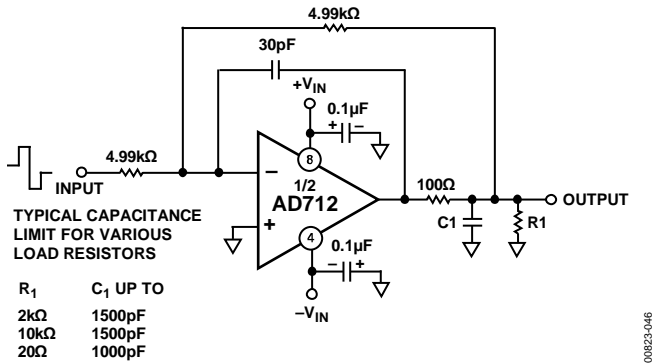 4.99kΩ
30pF
+VIN
0.1µF
+ –
4.99kΩ
8
–
INPUT
1/2
AD712
100Ω
OUTPUT
+
C1
R1
TYPICAL CAPACITANCE
LIMIT FOR VARIOUS
LOAD RESISTORS
4
0.1µF
– +
–VIN
R1 C1 UP TO
2kΩ 1500pF
10kΩ 1500pF
20Ω 1000pF
00823-046